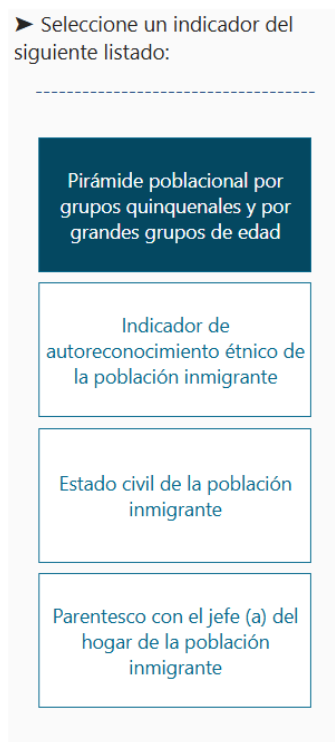 ➤ Seleccione un indicador del
siguiente listado:
Pirámide poblacional por
grupos quinquenales y por
grandes grupos de edad
Indicador de
autoreconocimiento étnico de
la población inmigrante
Estado civil de la población
inmigrante
Parentesco con el jefe (a) del
hogar de la población
inmigrante